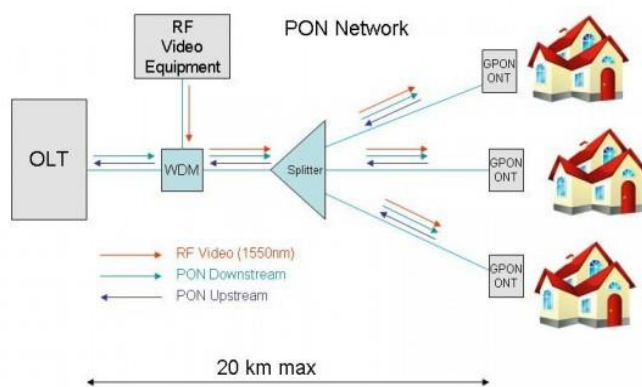 PON Network
RF
Video
Equipment
OLT
WDM
Splitter
GPON
ONT
GPON
ONT
GPON
ONT
RF Video (1550nm)
PON Downstream
PON Upstream
20 km max